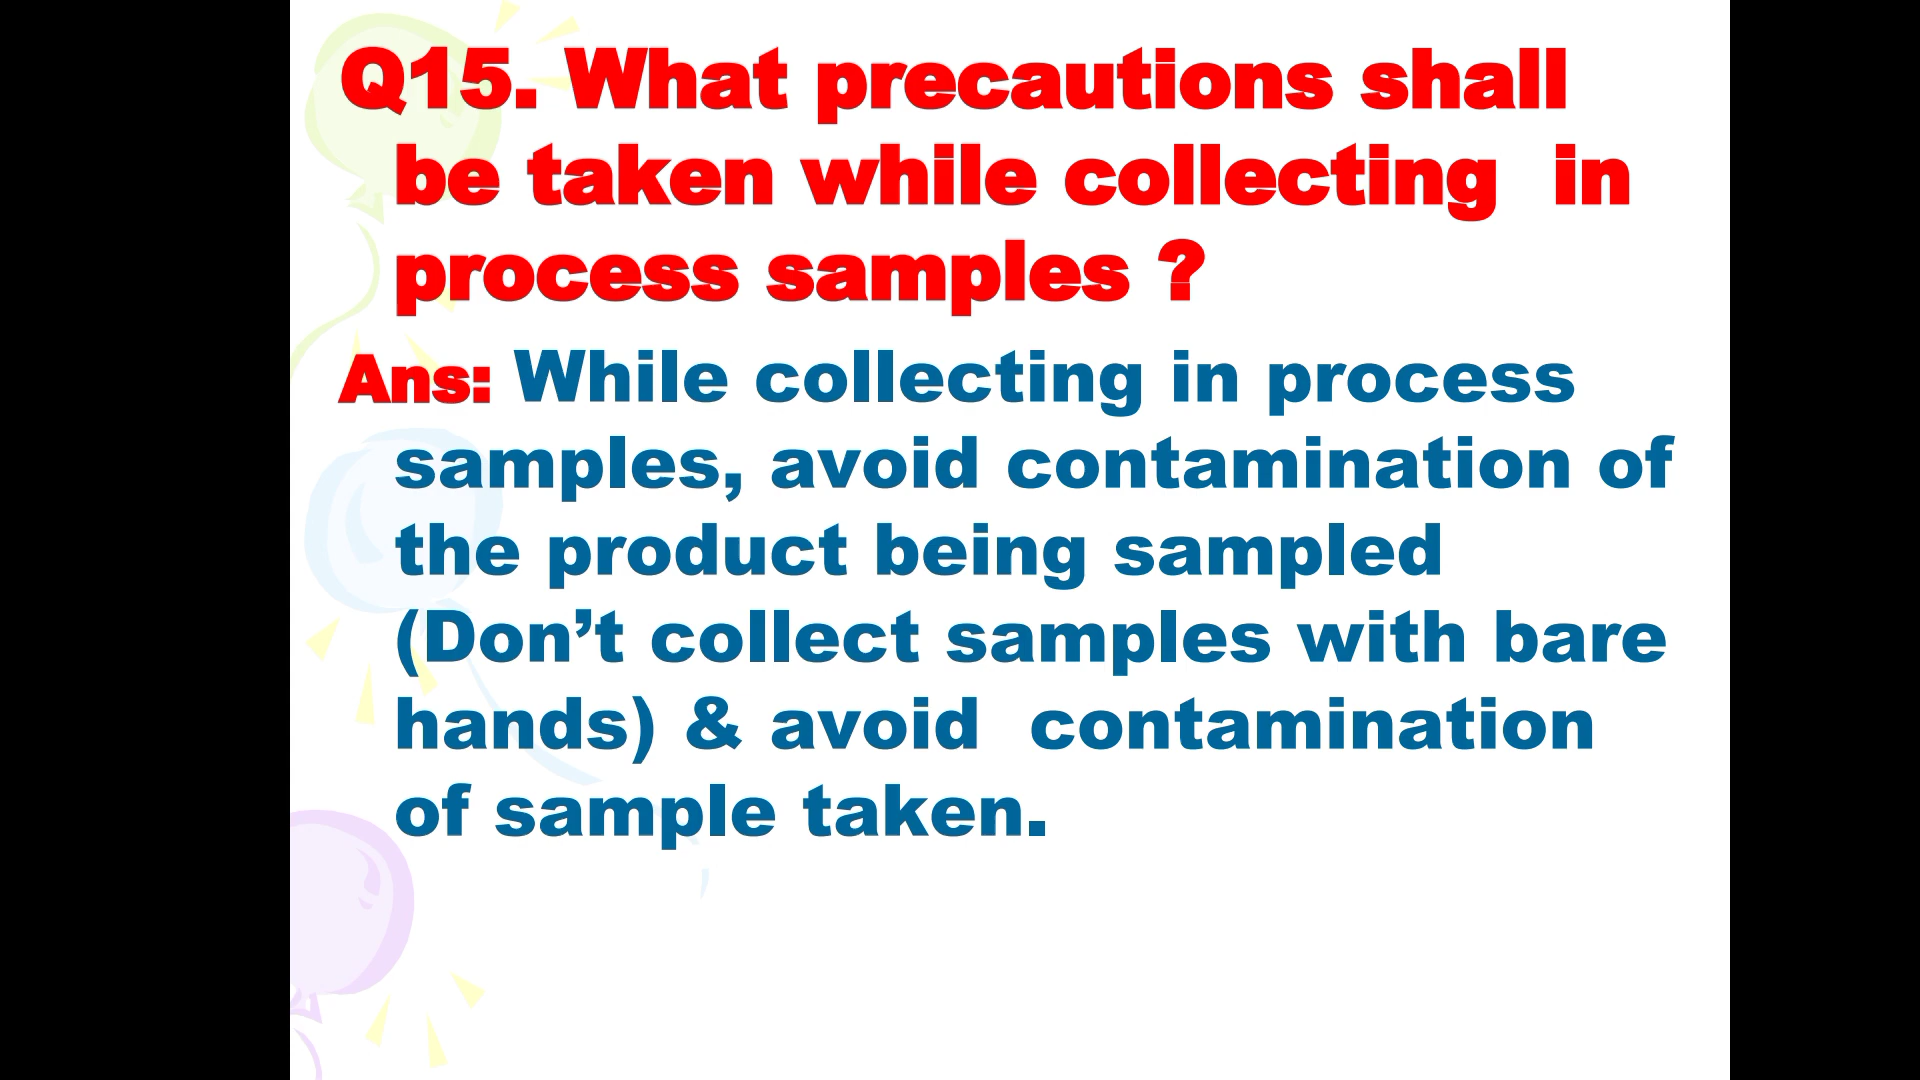 Q15. What precautions shall
be taken while collecting  in
process samples ?
Ans: While collecting in process
samples, avoid contamination of
the product being sampled
(Don’t collect samples with bare
hands) & avoid  contamination
of sample taken.